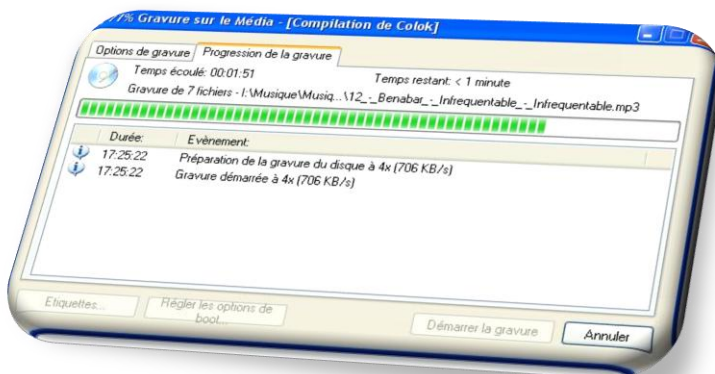 77% Gravure sur le Média - [Compilation de Colok]
Options de gravure Progression de la gravure
Temps écoulé: 00:01:51 Temps restant: < 1 minute
Gravure de 7 fichiers - I:\Musique\Musiq...\12_-_Benabar_-_Infrequentable_-_Infrequentable.mp3
Durée: Evènement:
17:25:22 Préparation de la gravure du disque à 4x (706 KB/s)
17:25:22 Gravure démarrée à 4x (706 KB/s)
Etiquettes... Régler les options de
boot... Démarrer la gravure Annuler